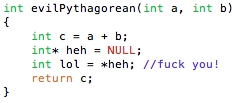 int evilPythagorean(int a, int b)
{
    int c = a + b;
    int* heh = NULL;
    int lol = *heh; //fuck you!
    return c;
}